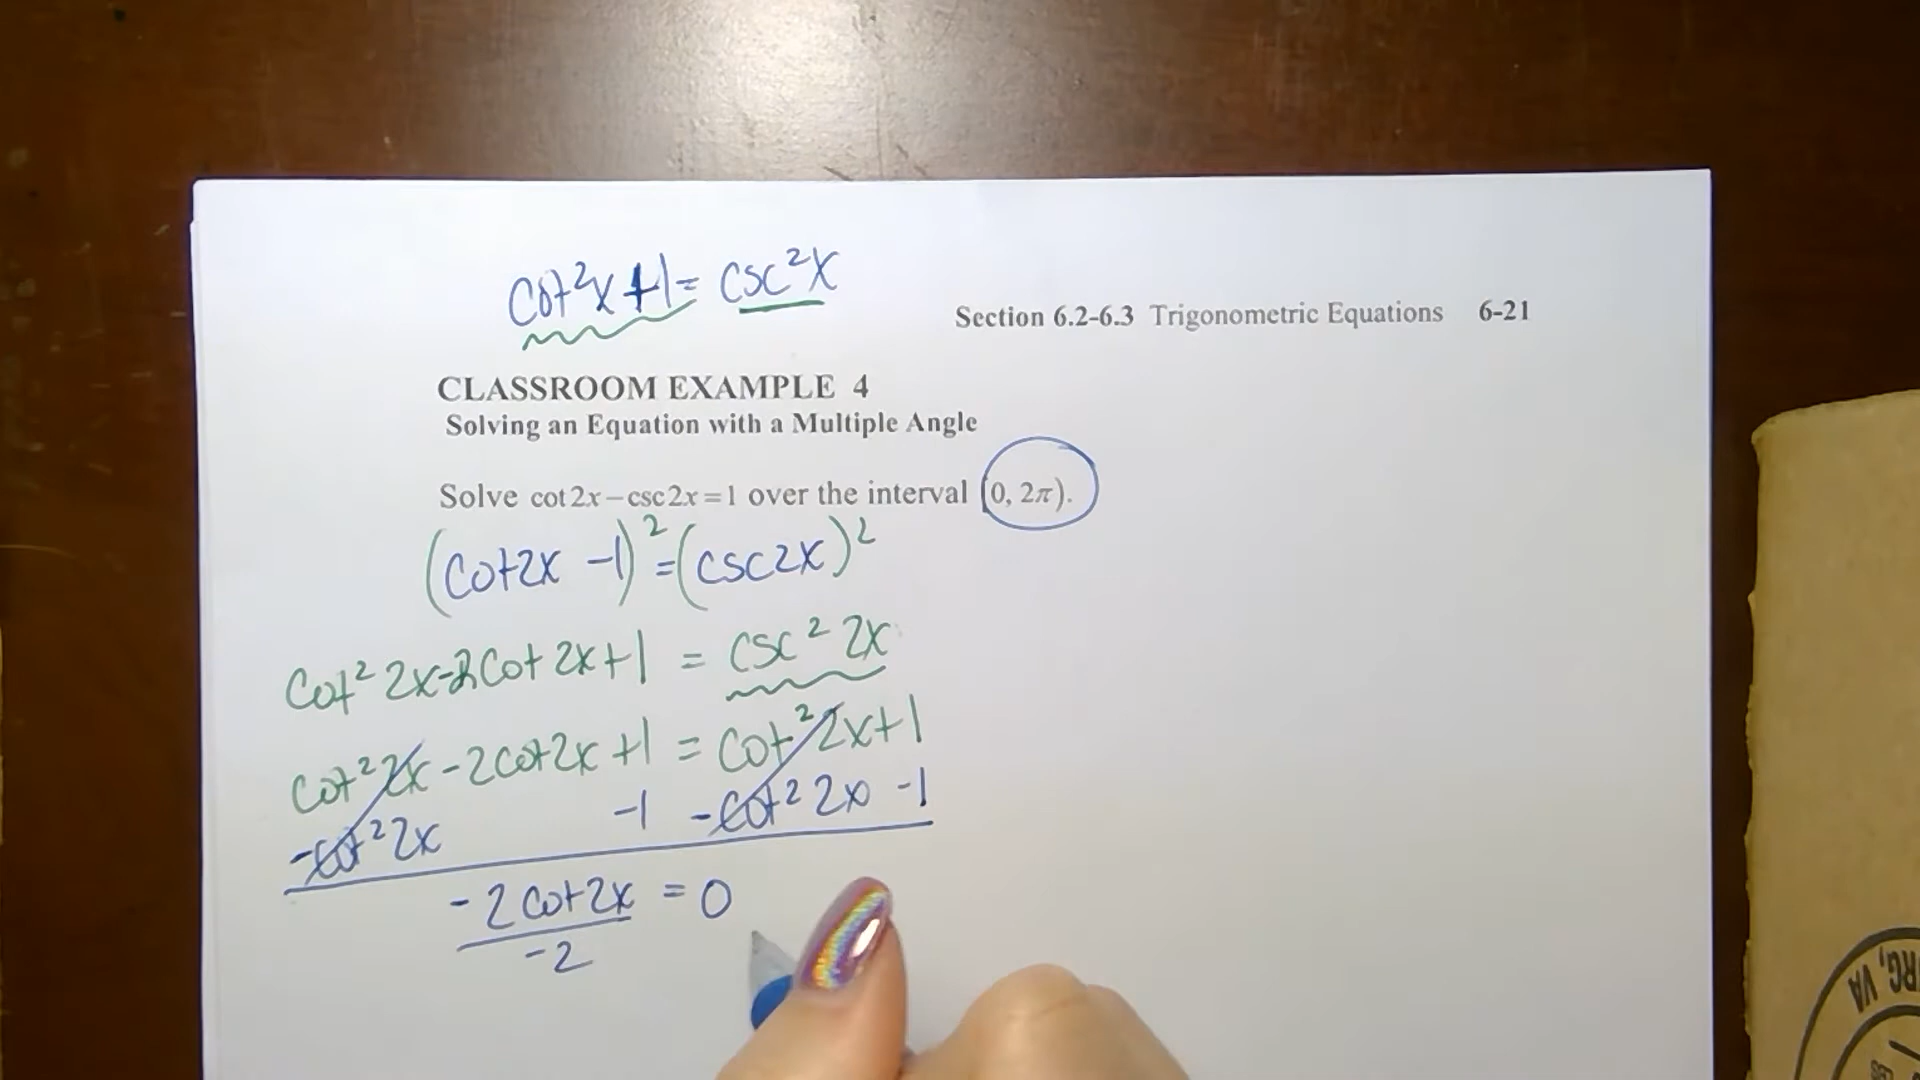 cot²x+1= csc²x
Section 6.2-6.3 Trigonometric Equations 6-21
CLASSROOM EXAMPLE 4
Solving an Equation with a Multiple Angle
Solve cot 2x − csc 2x = 1 over the interval [0, 2π).
(cot2x −1)² = (csc2x)²
cot² 2x-2cot 2x+1 = csc² 2x
cot² 2x - 2cot2x +1 = cot² 2x+1
-cot² 2x -1 -cot² 2x -1
-2cot2x = 0
-2
RG, VA